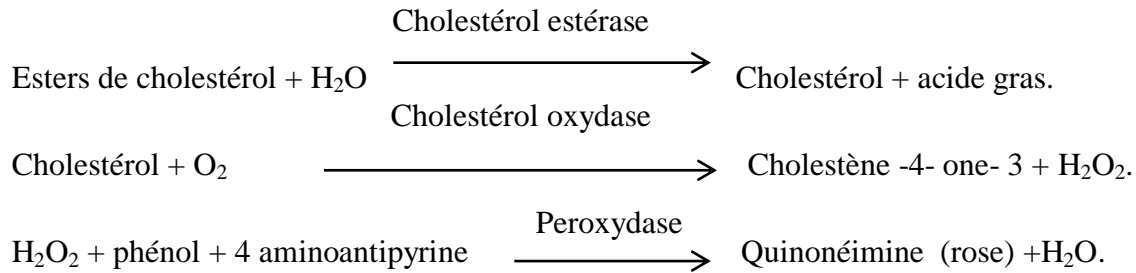 Cholestérol estérase
Esters de cholestérol + H₂O Cholestérol + acide gras.
Cholestérol oxydase
Cholestérol + O₂ Cholestène -4- one- 3 + H₂O₂.
Peroxydase
H₂O₂ + phénol + 4 aminoantipyrine Quinonéimine (rose) +H₂O.